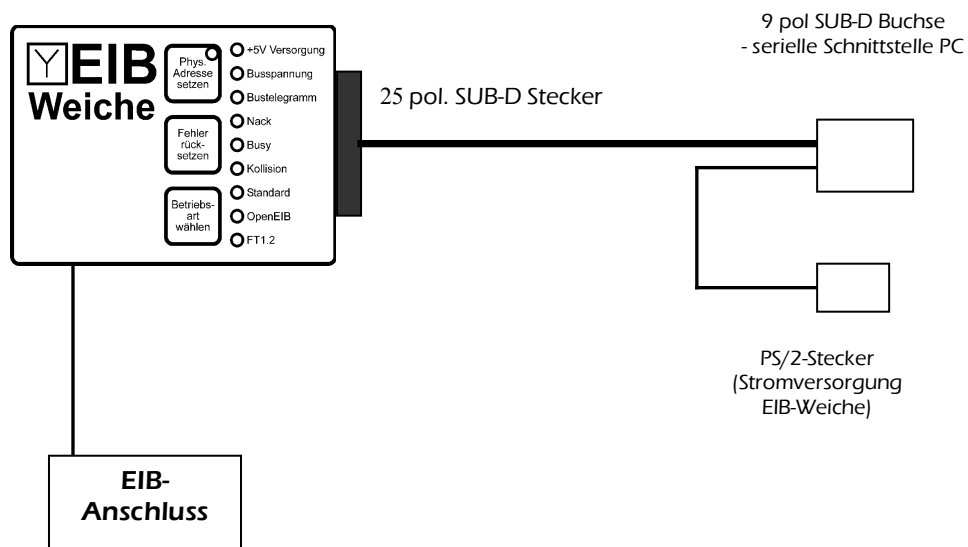 9 pol SUB-D Buchse
- serielle Schnittstelle PC
EIB
Weiche
Phys.
Adresse
setzen
Fehler
rück-
setzen
Betriebs-
art
wählen
+5V Versorgung
Busspannung
Bustelegramm
Nack
Busy
Kollision
Standard
OpenEIB
FT1.2
25 pol. SUB-D Stecker
PS/2-Stecker
(Stromversorgung
EIB-Weiche)
EIB-
Anschluss